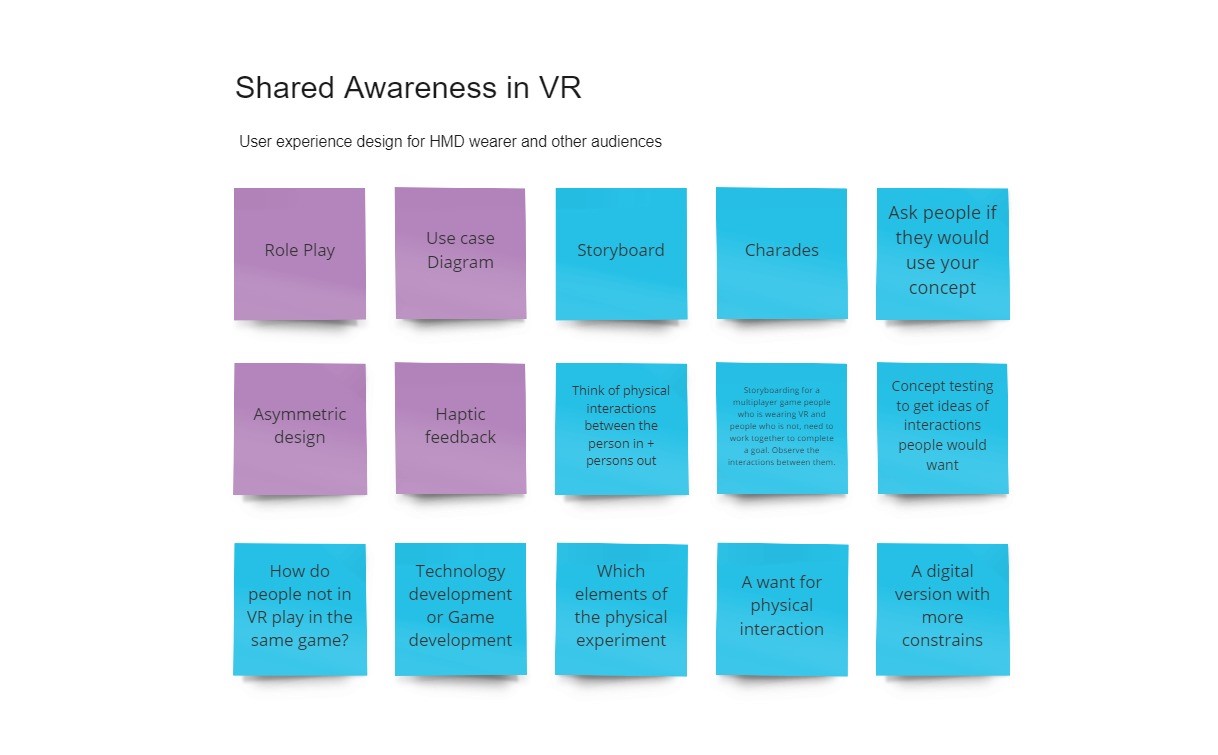 Shared Awareness in VR
User experience design for HMD wearer and other audiences
Role Play
Use case
Diagram
Storyboard
Charades
Ask people if
they would
use your
concept
Asymmetric
design
Haptic
feedback
Think of physical
interactions
between the
person in +
persons out
Storyboarding for a
multiplayer game people
who is wearing VR and
people who is not, need to
work together to complete
a goal. Observe the
interactions between them.
Concept testing
to get ideas of
interactions
people would
want
How do
people not in
VR play in the
same game?
Technology
development
or Game
development
Which
elements of
the physical
experiment
A want for
physical
interaction
A digital
version with
more
constrains